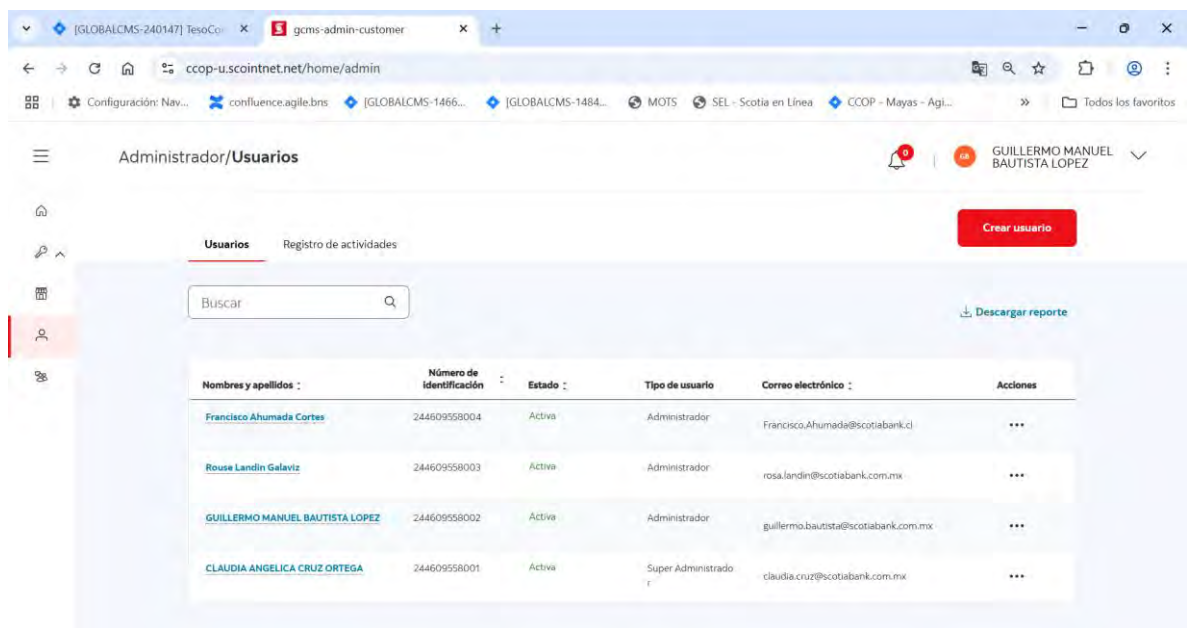 [GLOBALCMS-240147] TesoCo
gcms-admin-customer
ccop-u.scointnet.net/home/admin
Configuración: Nav...
confluence.agile.bns
[GLOBALCMS-1466...
[GLOBALCMS-1484...
MOTS
SEL - Scotia en Línea
CCOP - Mayas - Agi...
»
Todos los favoritos
Administrador/Usuarios
0
GB
GUILLERMO MANUEL
BAUTISTA LOPEZ
Crear usuario
Usuarios
Registro de actividades
Buscar
Descargar reporte
Nombres y apellidos
Número de
identificación
Estado
Tipo de usuario
Correo electrónico
Acciones
Francisco Ahumada Cortes
244609558004
Activa
Administrador
Francisco.Ahumada@scotiabank.cl
Rouse Landin Galaviz
244609558003
Activa
Administrador
rosa.landin@scotiabank.com.mx
GUILLERMO MANUEL BAUTISTA LOPEZ
244609558002
Activa
Administrador
guillermo.bautista@scotiabank.com.mx
CLAUDIA ANGELICA CRUZ ORTEGA
244609558001
Activa
Super Administrado
r
claudia.cruz@scotiabank.com.mx